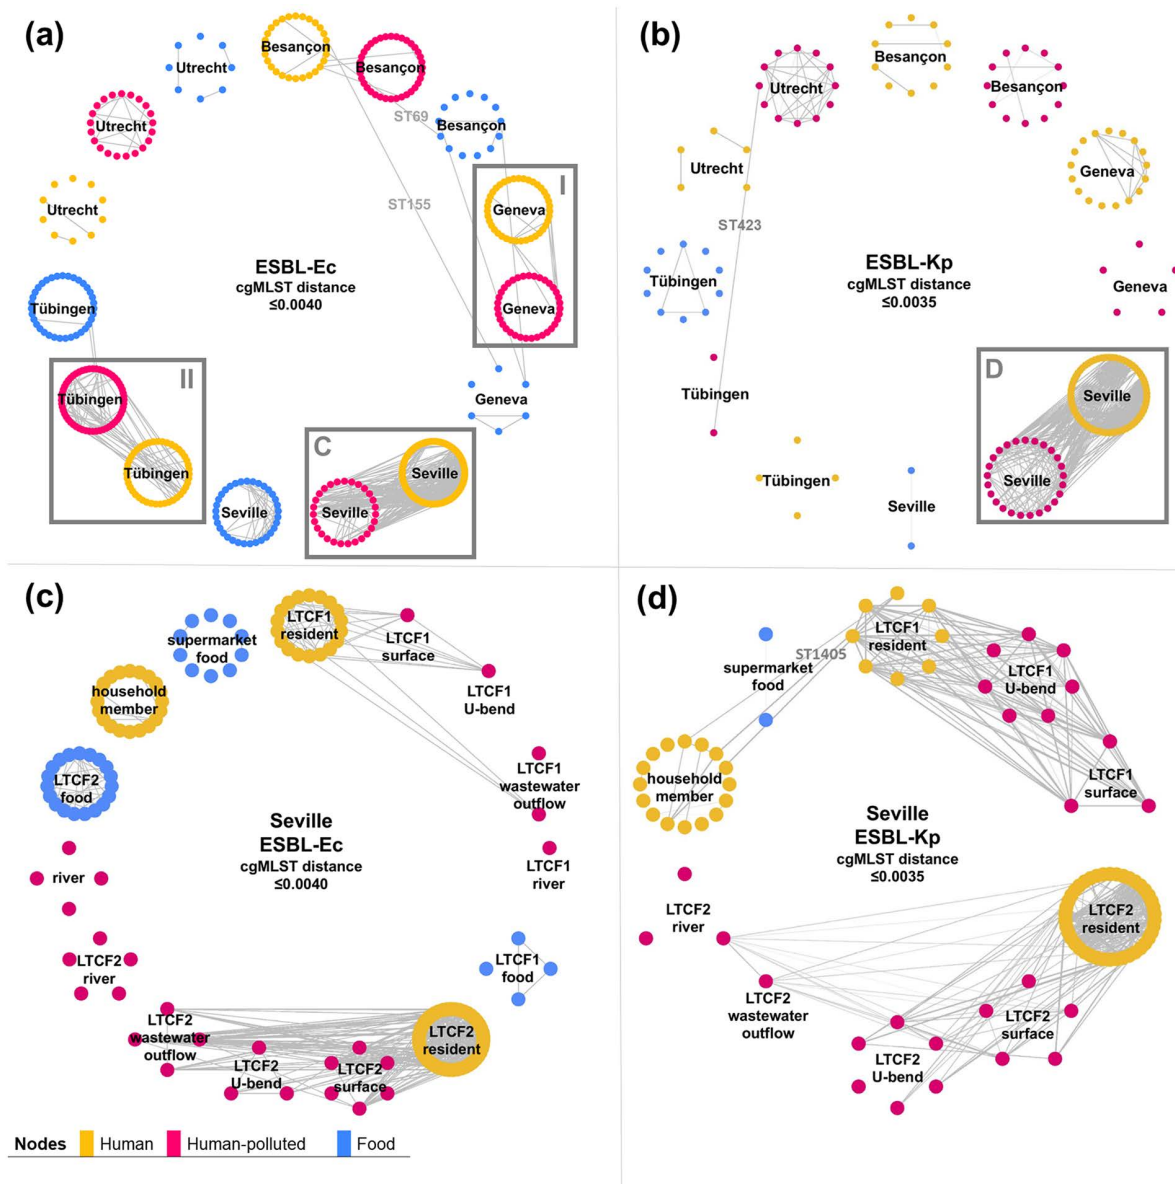 (a)
Besançon
Besançon
Utrecht
Besançon
ST69
Utrecht
I
Geneva
ST155
Utrecht
ESBL-Ec
cgMLST distance
≤0.0040
Tübingen
Geneva
II
Tübingen
Geneva
C
Tübingen
Seville
Seville
Seville
(b)
Besançon
Utrecht
Besançon
Utrecht
Geneva
ST423
ESBL-Kp
cgMLST distance
≤0.0035
Tübingen
Geneva
D
Tübingen
Seville
Tübingen
Seville
Seville
(c)
LTCF1
resident
supermarket
food
LTCF1
surface
household
member
LTCF1
U-bend
LTCF2
food
LTCF1
wastewater
outflow
Seville
ESBL-Ec
cgMLST distance
≤0.0040
LTCF1
river
river
LTCF2
river
LTCF1
food
LTCF2
wastewater
outflow
LTCF2
U-bend
LTCF2
surface
LTCF2
resident
(d)
LTCF1
resident
ST1405
supermarket
food
LTCF1
U-bend
household
member
LTCF1
surface
Seville
ESBL-Kp
cgMLST distance
≤0.0035
LTCF2
river
LTCF2
resident
LTCF2
wastewater
outflow
LTCF2
surface
LTCF2
U-bend
Nodes Human Human-polluted Food